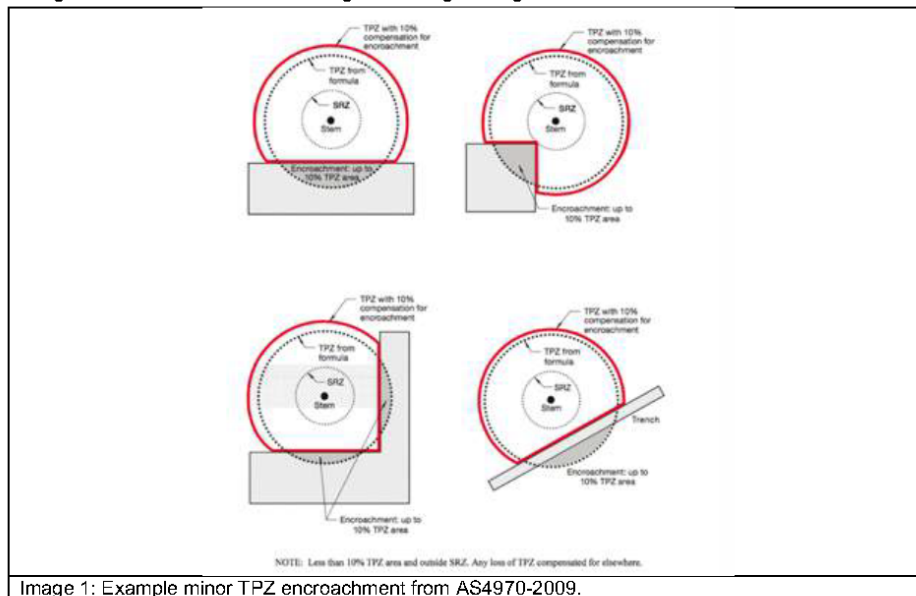 TPZ with 10%
compensation for
encroachment
TPZ from
formula
SRZ
Stem
Encroachment: up to
10% TPZ area
TPZ with 10%
compensation for
encroachment
TPZ from
formula
SRZ
Stem
Encroachment: up to
10% TPZ area
TPZ with 10%
compensation for
encroachment
TPZ from
formula
SRZ
Stem
Encroachment: up to
10% TPZ area
TPZ with 10%
compensation for
encroachment
TPZ from
formula
SRZ
Stem
Trench
Encroachment: up to
10% TPZ area
NOTE: Less than 10% TPZ area and outside SRZ. Any loss of TPZ compensated for elsewhere.
Image 1: Example minor TPZ encroachment from AS4970-2009.